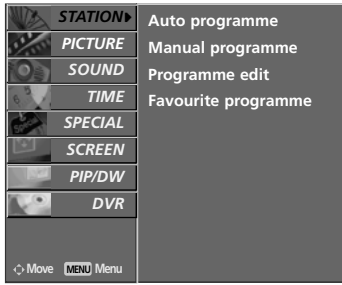 STATION
PICTURE
SOUND
TIME
SPECIAL
SCREEN
PIP/DW
DVR
Auto programme
Manual programme
Programme edit
Favourite programme
Move MENU Menu